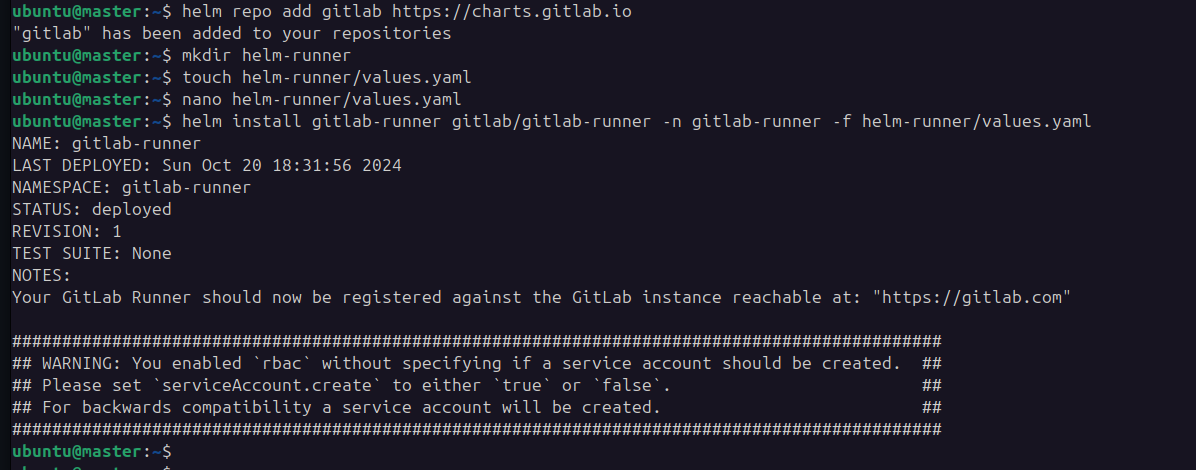 ubuntu@master:~$ helm repo add gitlab https://charts.gitlab.io
"gitlab" has been added to your repositories
ubuntu@master:~$ mkdir helm-runner
ubuntu@master:~$ touch helm-runner/values.yaml
ubuntu@master:~$ nano helm-runner/values.yaml
ubuntu@master:~$ helm install gitlab-runner gitlab/gitlab-runner -n gitlab-runner -f helm-runner/values.yaml
NAME: gitlab-runner
LAST DEPLOYED: Sun Oct 20 18:31:56 2024
NAMESPACE: gitlab-runner
STATUS: deployed
REVISION: 1
TEST SUITE: None
NOTES:
Your GitLab Runner should now be registered against the GitLab instance reachable at: "https://gitlab.com"
#############################################################################################
## WARNING: You enabled `rbac` without specifying if a service account should be created.  ##
## Please set `serviceAccount.create` to either `true` or `false`.                         ##
## For backwards compatibility a service account will be created.                          ##
#############################################################################################
ubuntu@master:~$